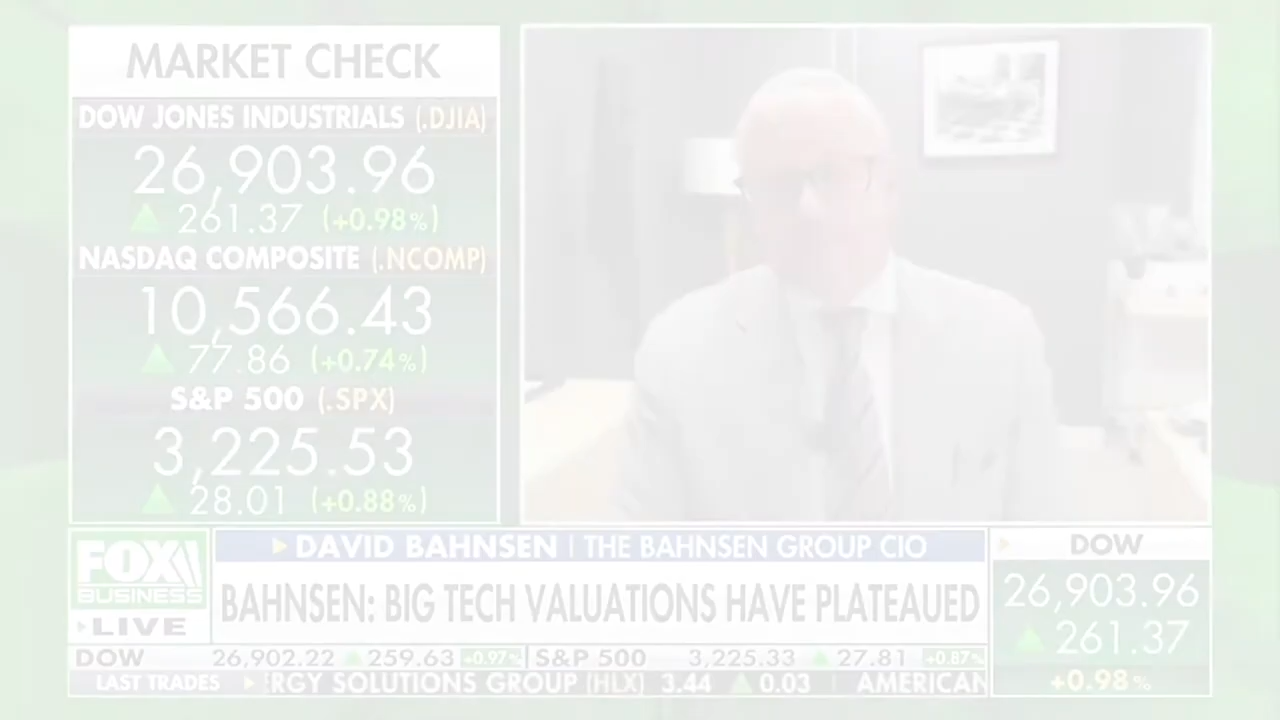 MARKET CHECK
DOW JONES INDUSTRIALS (.DJIA)
26,903.96
261.37 (+0.98%)
NASDAQ COMPOSITE (.NCOMP)
10,566.43
77.86 (+0.74%)
S&P 500 (.SPX)
3,225.53
28.01 (+0.88%)
FOX
BUSINESS
LIVE
DAVID BAHNSEN | THE BAHNSEN GROUP CIO
BAHNSEN: BIG TECH VALUATIONS HAVE PLATEAUED
DOW
26,903.96
261.37
+0.98%
DOW 26,902.22 259.63 +0.97% S&P 500 3,225.33 27.81 +0.87%
LAST TRADES ERGY SOLUTIONS GROUP (HLX) 3.44 0.03 AMERICAN